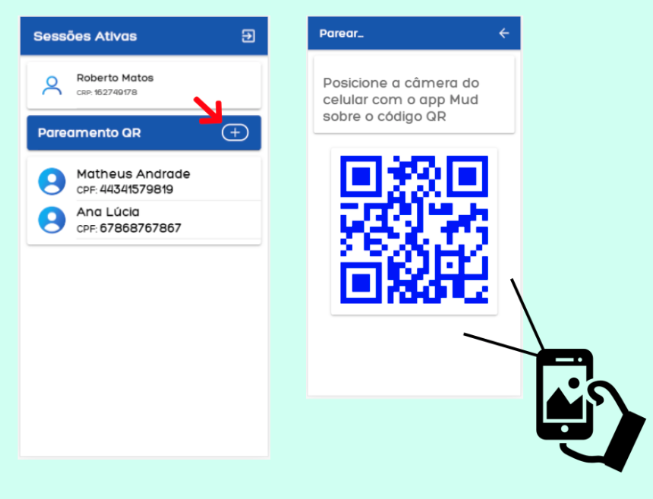 Sessões Ativas
Roberto Matos
CRP: 162749178
Pareamento QR
Matheus Andrade
CPF: 44341579819
Ana Lúcia
CPF: 67868767867
Parear_
Posicione a câmera do
celular com o app Mud
sobre o código QR